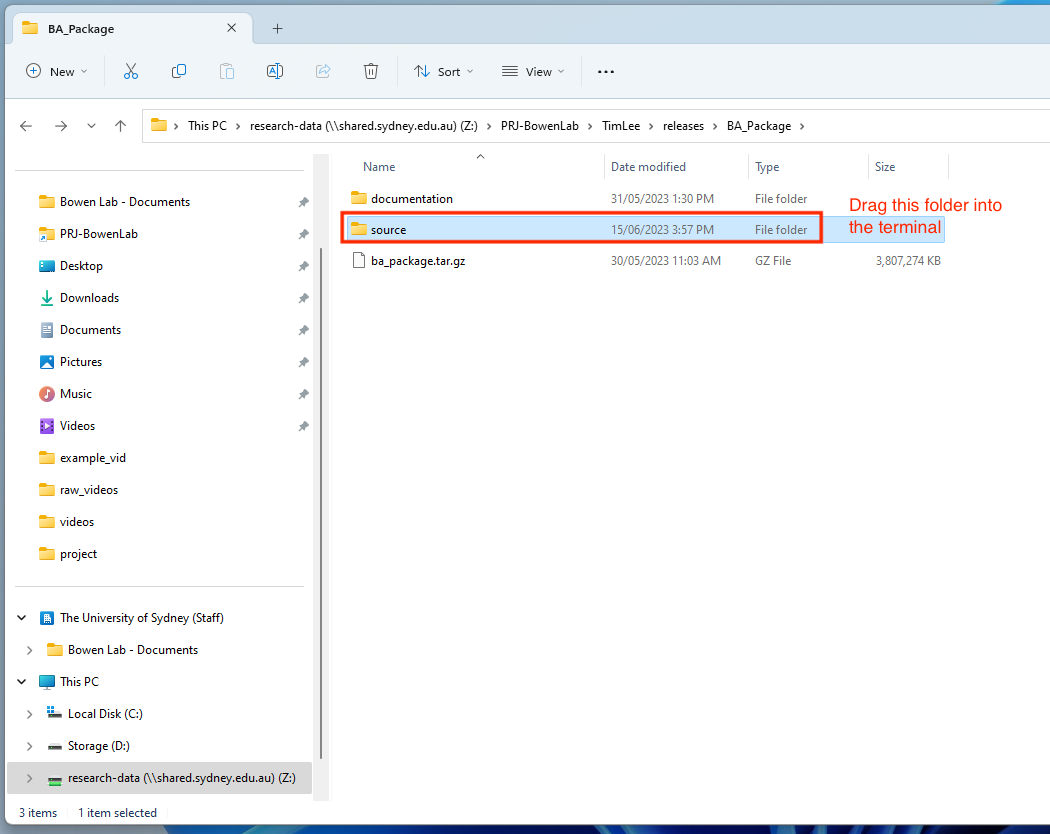 BA_Package
New
Sort
View
This PC > research-data (\\shared.sydney.edu.au) (Z:) > PRJ-BowenLab > TimLee > releases > BA_Package >
Name Date modified Type Size
documentation 31/05/2023 1:30 PM File folder
source 15/06/2023 3:57 PM File folder
ba_package.tar.gz 30/05/2023 11:03 AM GZ File 3,807,274 KB
Drag this folder into
the terminal
Bowen Lab - Documents
PRJ-BowenLab
Desktop
Downloads
Documents
Pictures
Music
Videos
example_vid
raw_videos
videos
project
The University of Sydney (Staff)
Bowen Lab - Documents
This PC
Local Disk (C:)
Storage (D:)
research-data (\\shared.sydney.edu.au) (Z:)
3 items 1 item selected